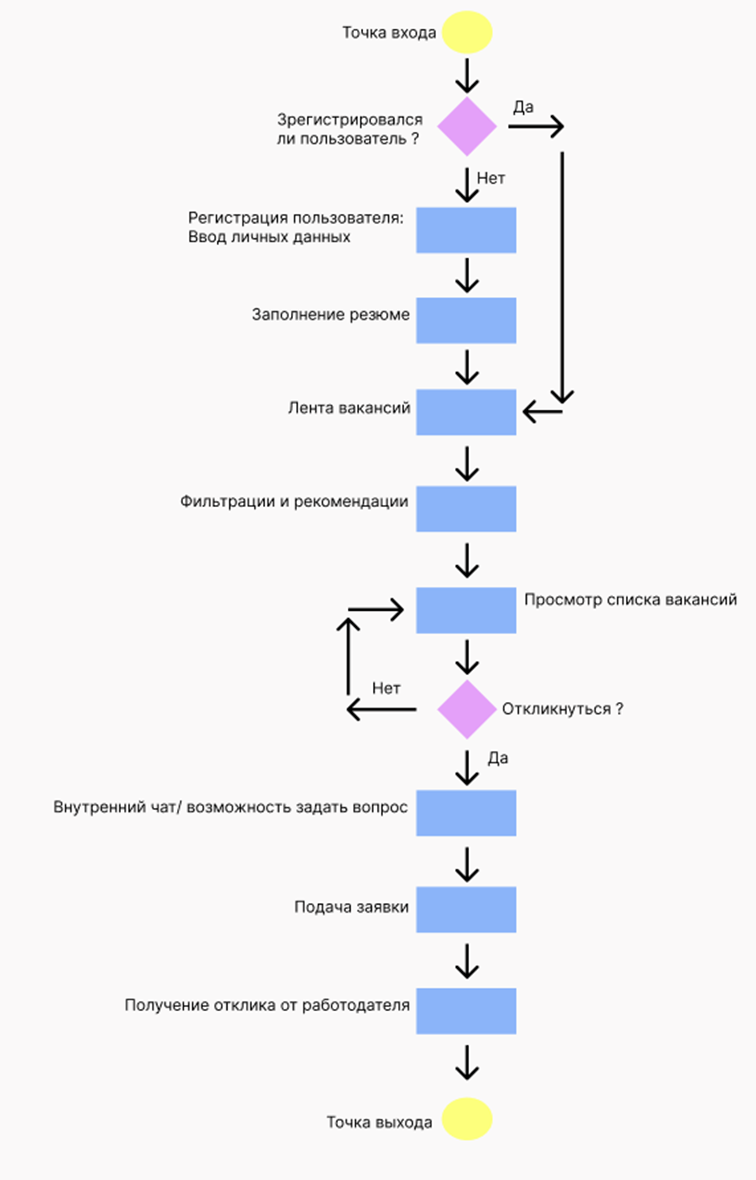 Точка входа
Да
Зрегистрировался
ли пользователь ?
Нет
Регистрация пользователя:
Ввод личных данных
Заполнение резюме
Лента вакансий
Фильтрации и рекомендации
Просмотр списка вакансий
Нет
Откликнуться ?
Да
Внутренний чат/ возможность задать вопрос
Подача заявки
Получение отклика от работодателя
Точка выхода